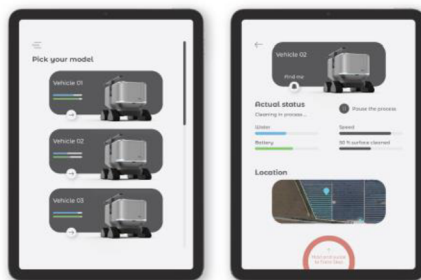 Pick your model
Vehicle 01
Vehicle 02
Vehicle 03
Vehicle 02
Find me
Actual status
Cleaning in process...
Pause the process
Water
Speed
Battery
50 % surface cleaned
Location